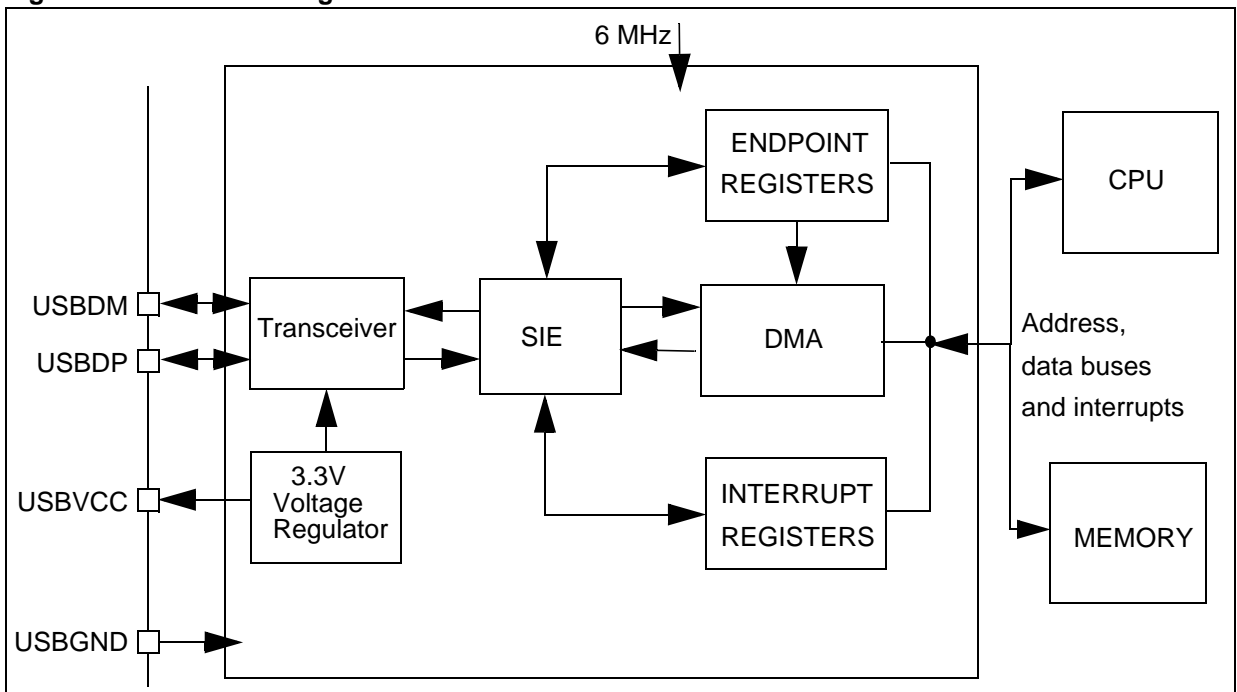 6 MHz
ENDPOINT
REGISTERS
CPU
USBDM
Transceiver
SIE
DMA
Address,
USBDP
data buses
and interrupts
3.3V
Voltage
Regulator
USBVCC
INTERRUPT
REGISTERS
MEMORY
USBGND